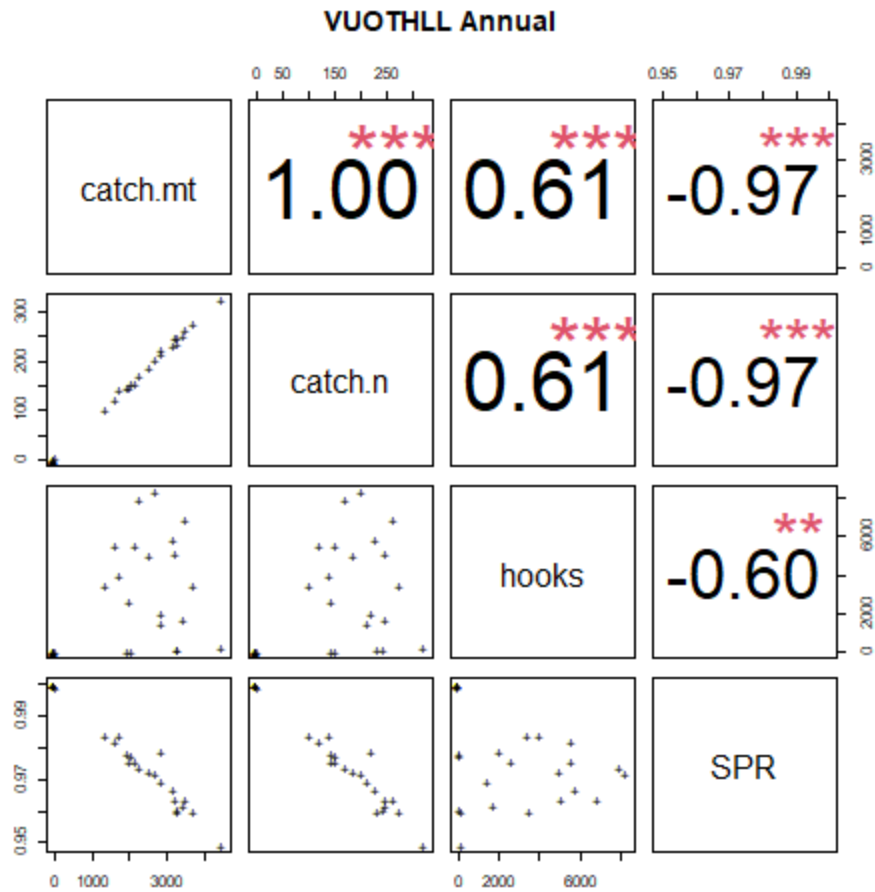 VUOTHLL Annual
0 50 150 250 0.95 0.97 0.99
catch.mt 1.00 *** 0.61 *** -0.97 *** 0 1000 3000
0 100 200 300 catch.n 0.61 *** -0.97 ***
hooks -0.60 ** 0 2000 6000
0.95 0.97 0.99 SPR
0 1000 3000 0 2000 6000